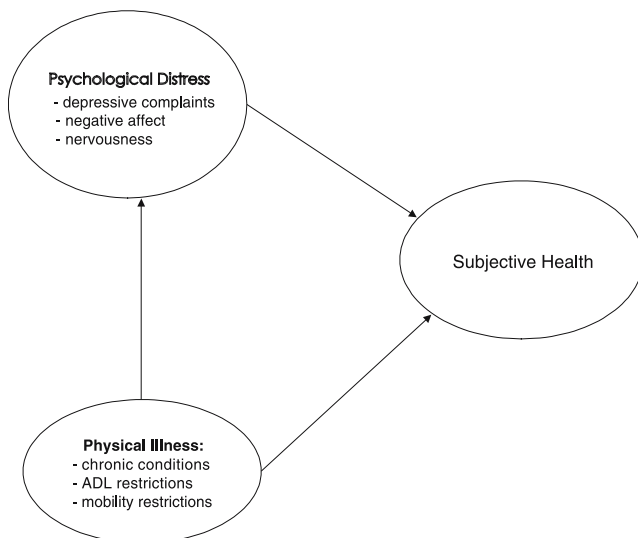 Psychological Distress
- depressive complaints
- negative affect
- nervousness
Subjective Health
Physical Illness:
- chronic conditions
- ADL restrictions
- mobility restrictions